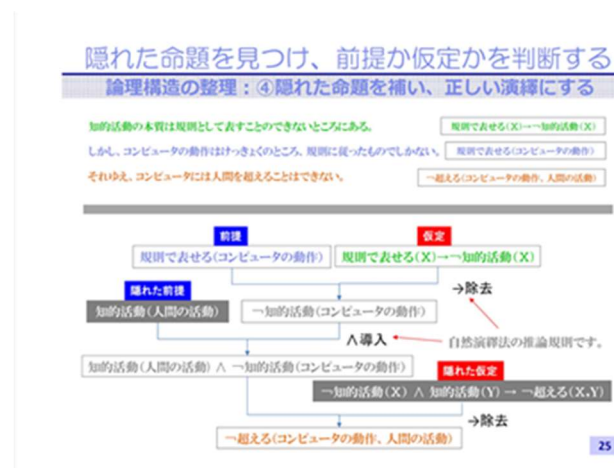 隠れた命題を見つけ、前提か仮定かを判断する
論理構造の整理：④隠れた命題を補い、正しい演繹にする
知的活動の本質は規則として表すことのできないところにある。
規則で表せる(X)→￢知的活動(X)
しかし、コンピュータの動作はけっきょくのところ、規則に従ったものでしかない。
規則で表せる(コンピュータの動作)
それゆえ、コンピュータには人間を超えることはできない。
￢超える(コンピュータの動作、人間の活動)
前提
仮定
規則で表せる(コンピュータの動作)
規則で表せる(X)→￢知的活動(X)
隠れた前提
→除去
知的活動(人間の活動)
￢知的活動(コンピュータの動作)
∧導入
自然演繹法の推論規則です。
知的活動(人間の活動) ∧ ￢知的活動(コンピュータの動作)
隠れた仮定
￢知的活動(X) ∧ 知的活動(Y) → ￢超える(X,Y)
→除去
￢超える(コンピュータの動作、人間の活動)
25